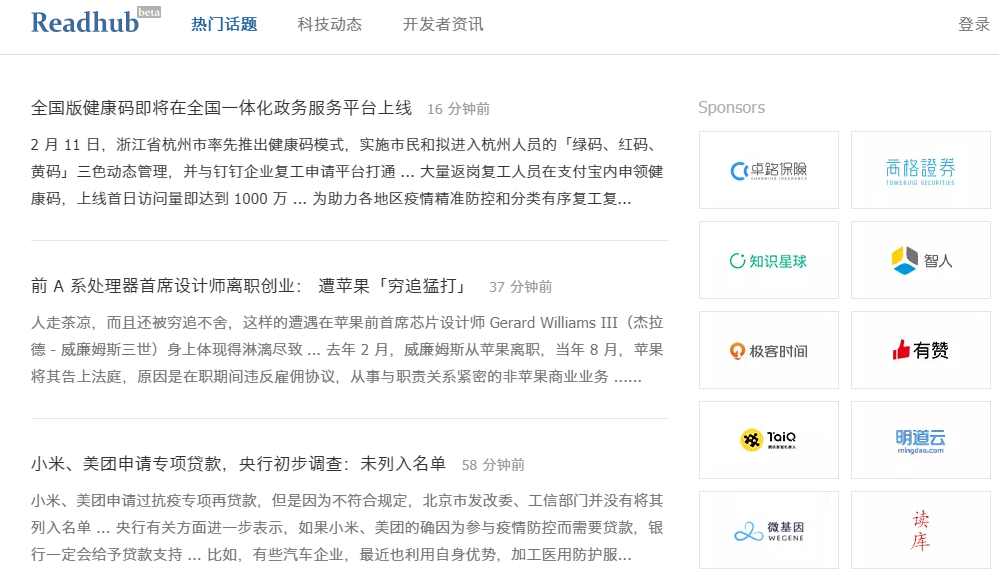 Readhub beta 热门话题 科技动态 开发者资讯 登录
全国版健康码即将在全国一体化政务服务平台上线 16 分钟前
2 月 11 日，浙江省杭州市率先推出健康码模式，实施市民和拟进入杭州人员的「绿码、红码、
黄码」三色动态管理，并与钉钉企业复工申请平台打通 ... 大量返岗复工人员在支付宝内申领健
康码，上线首日访问量即达到 1000 万 ... 为助力各地区疫情精准防控和分类有序复工复...
前 A 系处理器首席设计师离职创业： 遭苹果「穷追猛打」 37 分钟前
人走茶凉，而且还被穷追不舍，这样的遭遇在苹果前首席芯片设计师 Gerard Williams III（杰拉
德 - 威廉姆斯三世）身上体现得淋漓尽致 ... 去年 2 月，威廉姆斯从苹果离职，当年 8 月，苹果
将其告上法庭，原因是在职期间违反雇佣协议，从事与职责关系紧密的非苹果商业业务 ......
小米、美团申请专项贷款，央行初步调查：未列入名单 58 分钟前
小米、美团申请过抗疫专项再贷款，但是因为不符合规定，北京市发改委、工信部门并没有将其
列入名单 ... 央行有关方面进一步表示，如果小米、美团的确因为参与疫情防控而需要贷款，银
行一定会给予贷款支持 ... 比如，有些汽车企业，最近也利用自身优势，加工医用防护服...
Sponsors
卓踞保險
CHARMING INSURANCE
高格證券
TOWERING SECURITIES
知识星球
智人
极客时间
有赞
TaiQ
明道云
mingdao.com
微基因
WEGENE
读
库